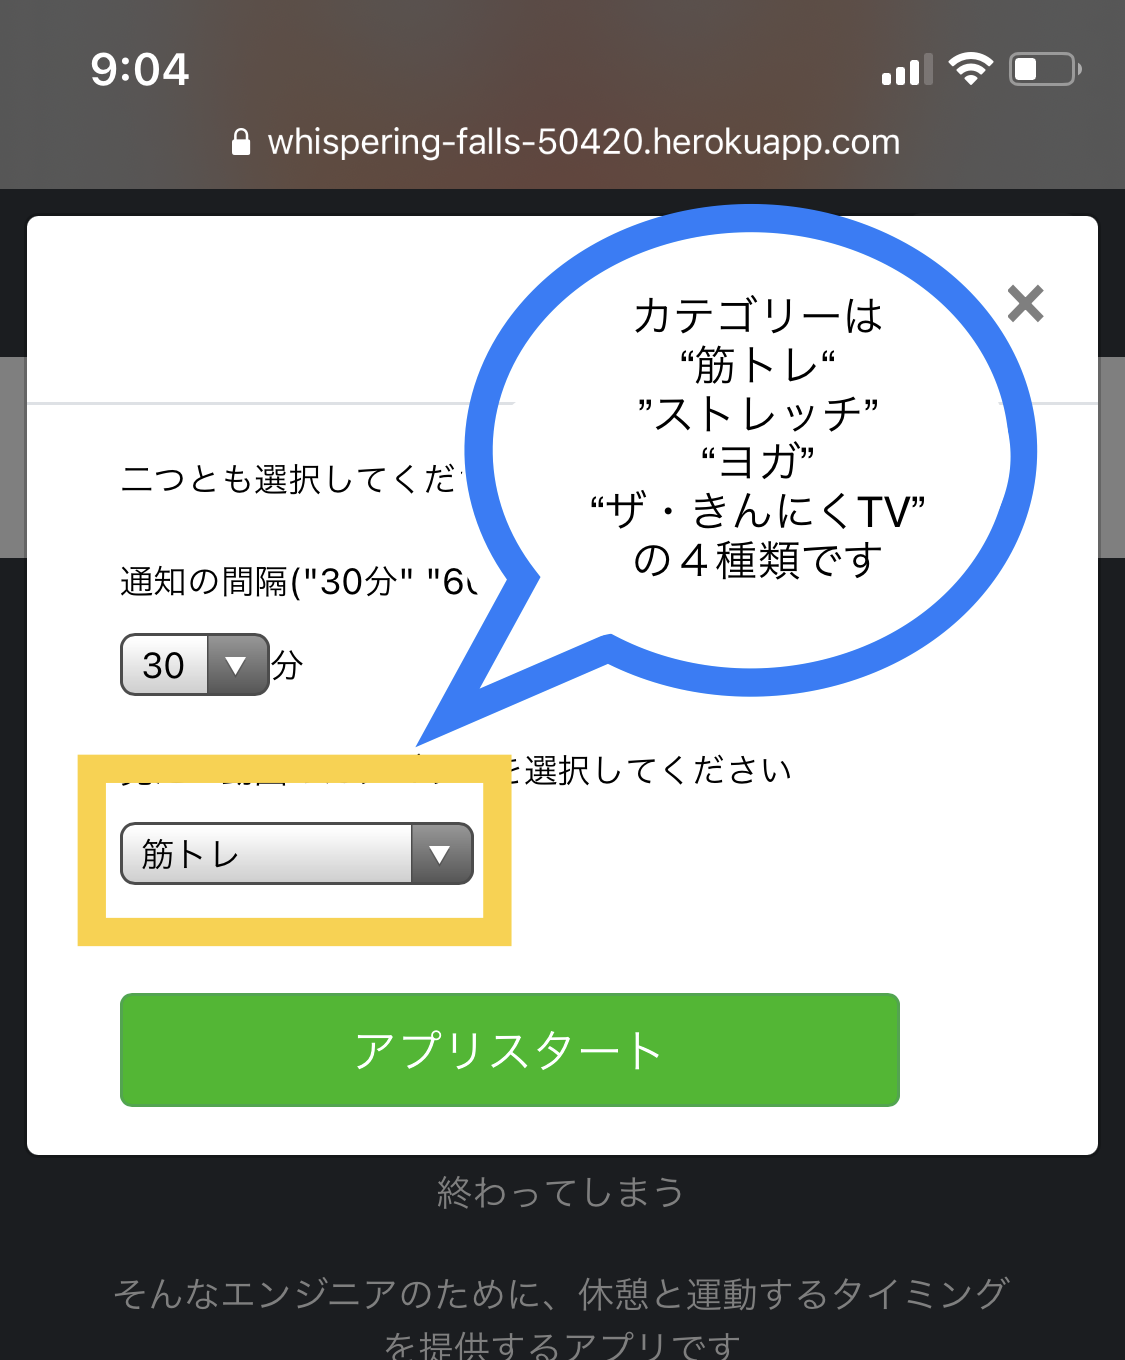 9:04
whispering-falls-50420.herokuapp.com
カテゴリーは
“筋トレ“
”ストレッチ”
“ヨガ”
“ザ・きんにくTV”
の４種類です
二つとも選択してくだ
通知の間隔("30分" "6
30 分
を選択してください
筋トレ
アプリスタート
終わってしまう
そんなエンジニアのために、休憩と運動するタイミング
を提供するアプリです